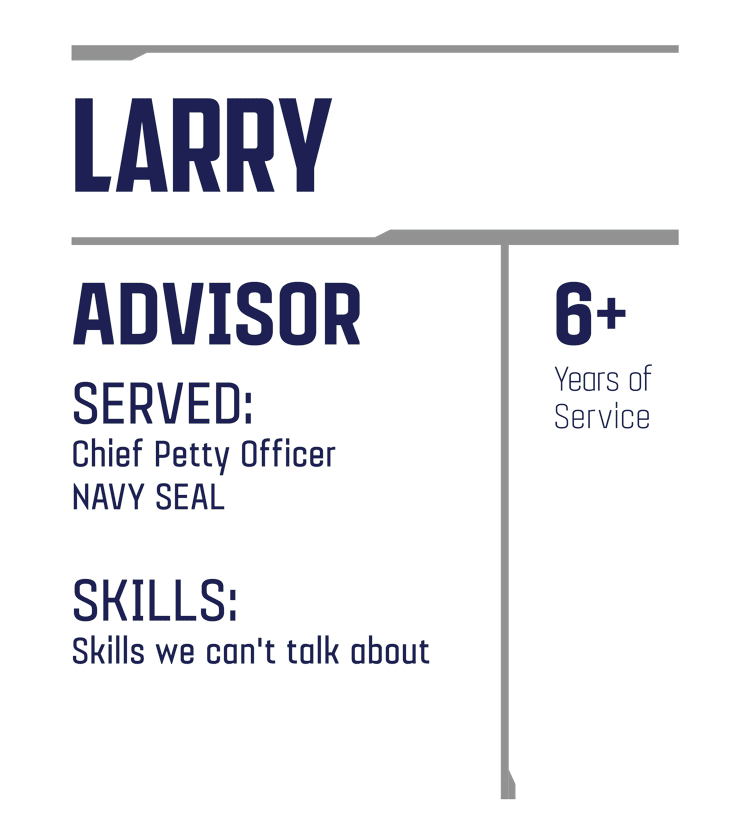 LARRY
ADVISOR
SERVED:
Chief Petty Officer
NAVY SEAL
SKILLS:
Skills we can't talk about
6+
Years of
Service